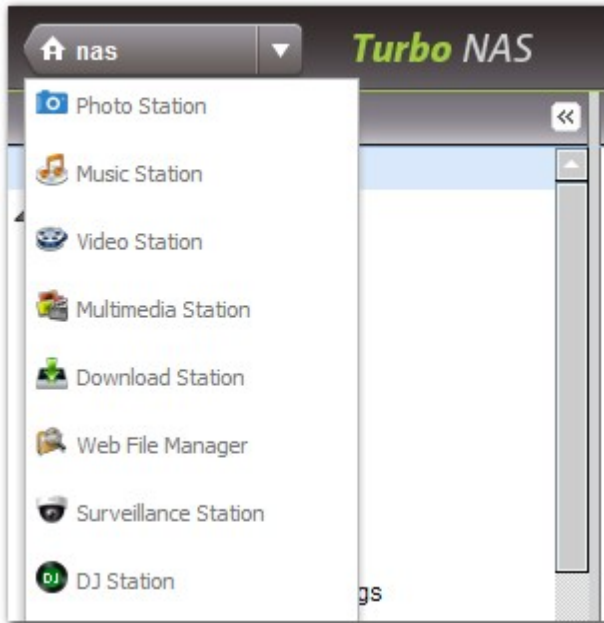 nas
Turbo NAS
Photo Station
Music Station
Video Station
Multimedia Station
Download Station
Web File Manager
Surveillance Station
DJ Station
gs